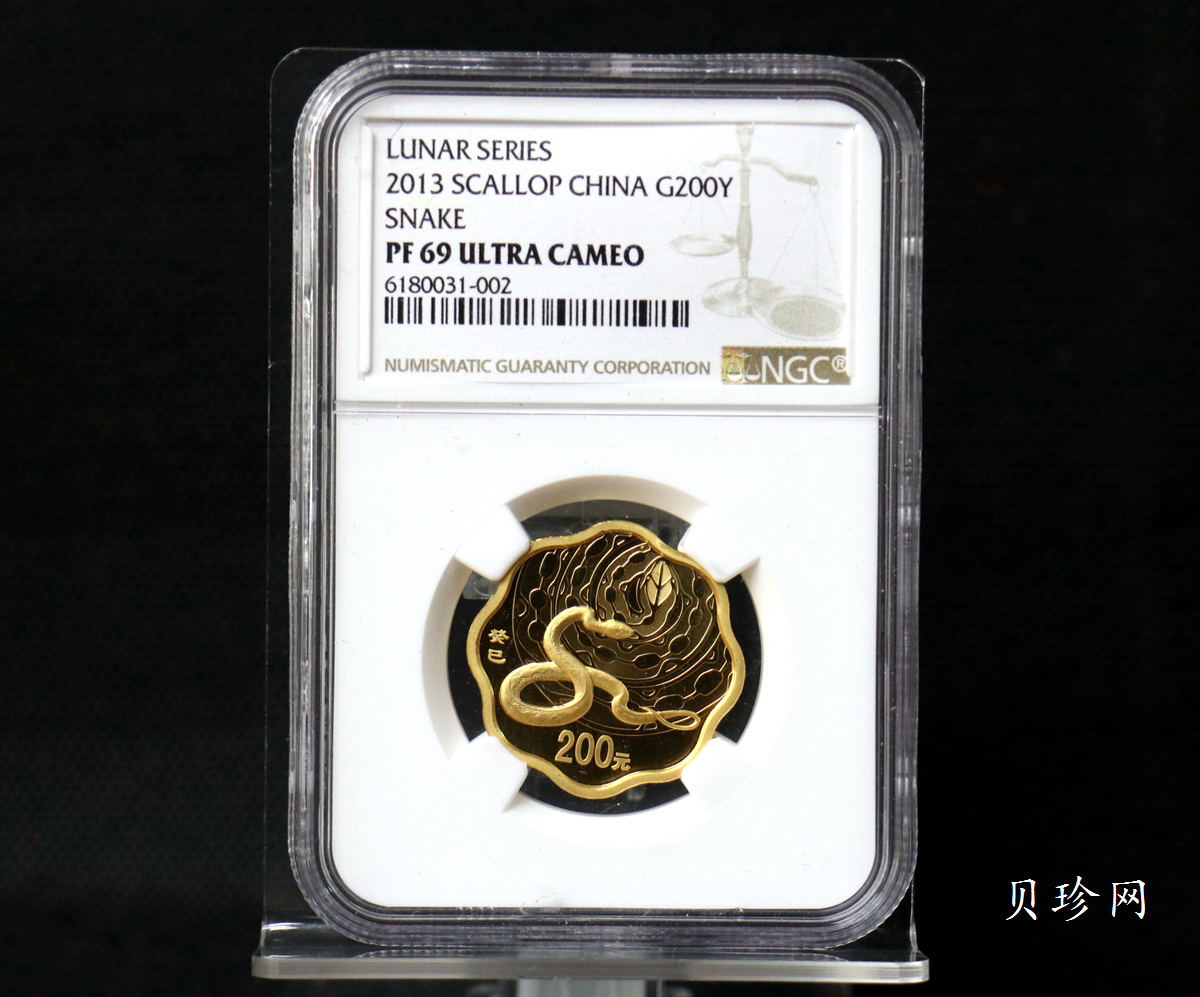 LUNAR SERIES
2013 SCALLOP CHINA G200Y
SNAKE
PF 69 ULTRA CAMEO
6180031-002
NUMISMATIC GUARANTY CORPORATION
NGC®
癸
巳
200元
贝珍网